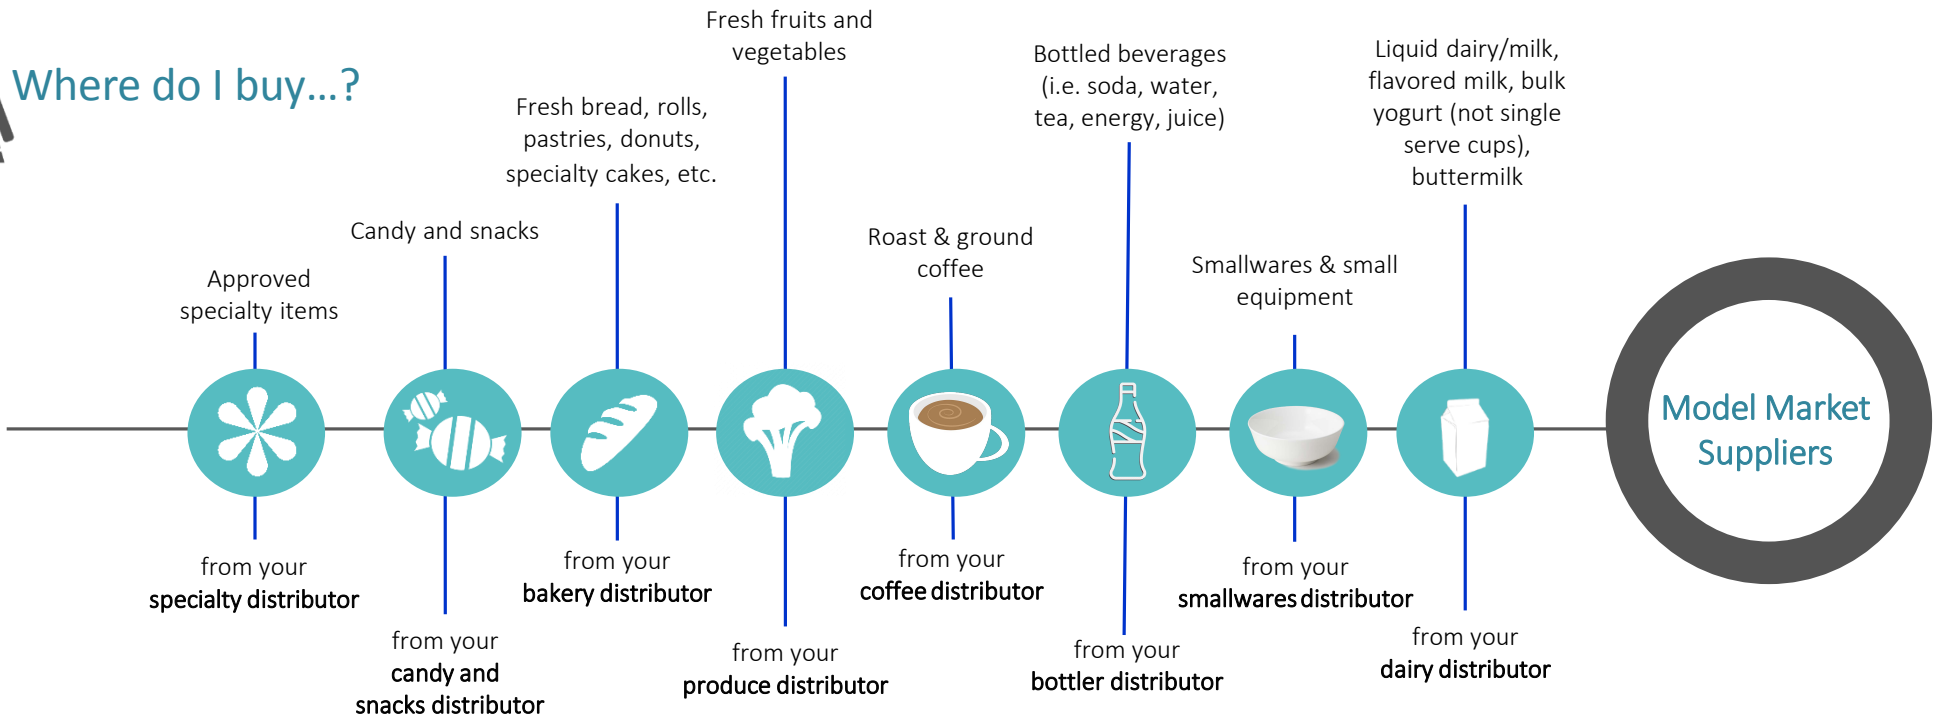 Where do I buy...?
Approved
specialty items
from your
specialty distributor
Candy and snacks
from your
candy and
snacks distributor
Fresh bread, rolls,
pastries, donuts,
specialty cakes, etc.
from your
bakery distributor
Fresh fruits and
vegetables
from your
produce distributor
Roast & ground
coffee
from your
coffee distributor
Bottled beverages
(i.e. soda, water,
tea, energy, juice)
from your
bottler distributor
Smallwares & small
equipment
from your
smallwares distributor
Liquid dairy/milk,
flavored milk, bulk
yogurt (not single
serve cups),
buttermilk
from your
dairy distributor
Model Market
Suppliers